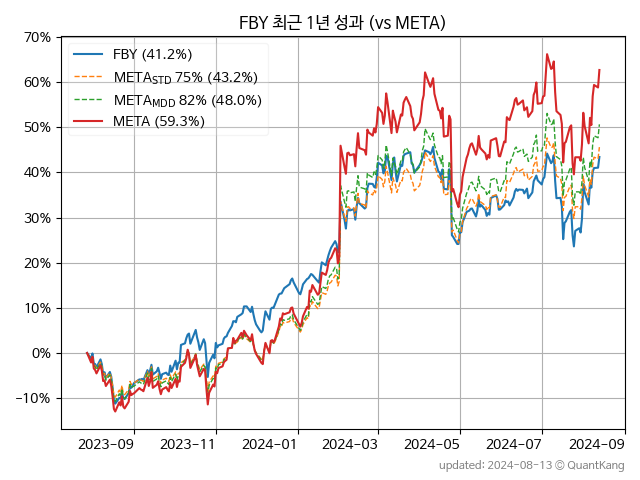 FBY 최근 1년 성과 (vs META)
FBY (41.2%)
METASTD 75% (43.2%)
METAMDD 82% (48.0%)
META (59.3%)
70%
60%
50%
40%
30%
20%
10%
0%
−10%
2023-09
2023-11
2024-01
2024-03
2024-05
2024-07
2024-09
updated: 2024-08-13 © QuantKang